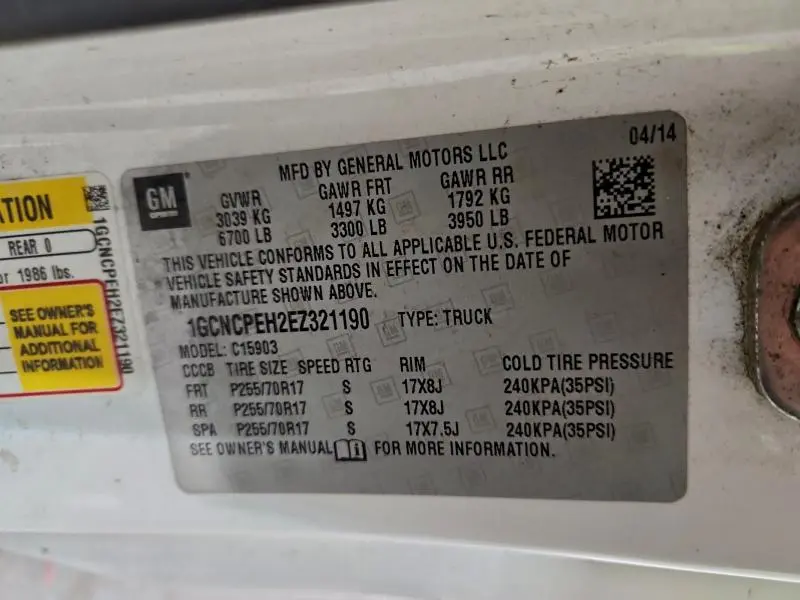 04/14
MFD BY GENERAL MOTORS LLC
GM
GVWR GAWR FRT GAWR RR
3039 KG 1497 KG 1792 KG
6700 LB 3300 LB 3950 LB
THIS VEHICLE CONFORMS TO ALL APPLICABLE U.S. FEDERAL MOTOR
VEHICLE SAFETY STANDARDS IN EFFECT ON THE DATE OF
MANUFACTURE SHOWN ABOVE.
1GCNCPEH2EZ321190 TYPE: TRUCK
MODEL: C15903
CCCB TIRE SIZE SPEED RTG RIM COLD TIRE PRESSURE
FRT P255/70R17 S 17X8J 240KPA(35PSI)
RR P255/70R17 S 17X8J 240KPA(35PSI)
SPA P255/70R17 S 17X7.5J 240KPA(35PSI)
SEE OWNER'S MANUAL FOR MORE INFORMATION.
ATION
REAR 0
or 1986 lbs.
SEE OWNER'S
MANUAL FOR
ADDITIONAL
INFORMATION
1GCNCPEH2EZ321190